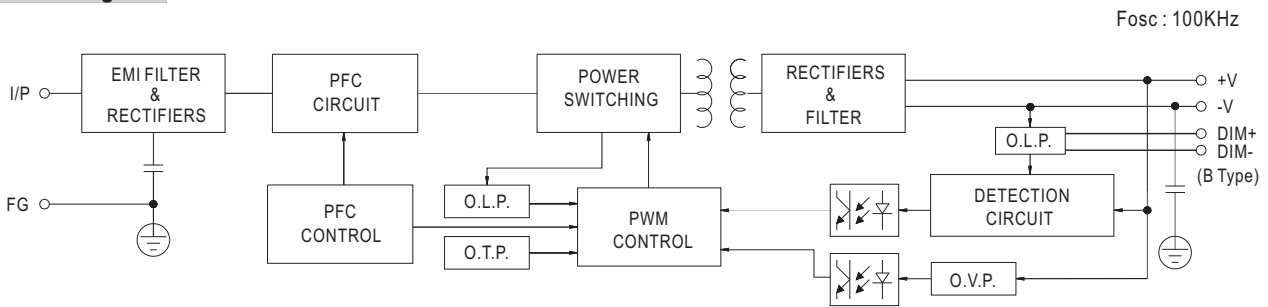 Fosc : 100KHz
I/P
EMI FILTER
&
RECTIFIERS
PFC
CIRCUIT
POWER
SWITCHING
RECTIFIERS
&
FILTER
+V
-V
DIM+
DIM-
(B Type)
O.L.P.
DETECTION
CIRCUIT
FG
PFC
CONTROL
O.L.P.
O.T.P.
PWM
CONTROL
O.V.P.